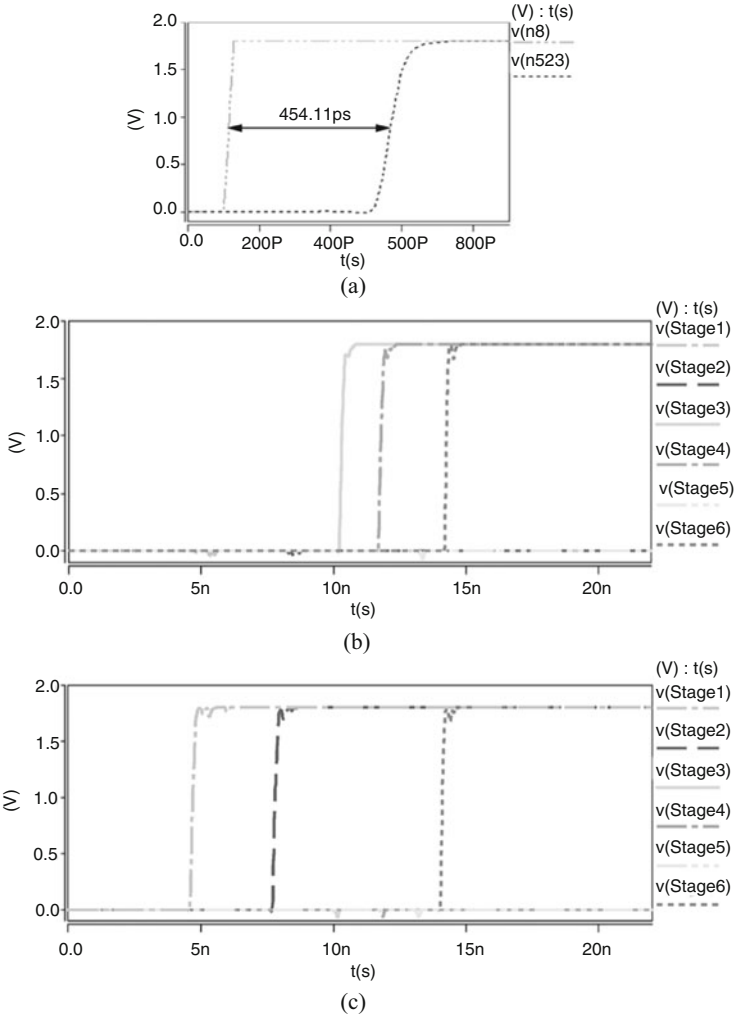 (V) : t(s)
v(n8)
v(n523)
2.0
1.5
1.0
0.5
0.0
(V)
454.11ps
0.0 200P 400P 500P 800P
t(s)
(a)
(V) : t(s)
v(Stage1)
v(Stage2)
v(Stage3)
v(Stage4)
v(Stage5)
v(Stage6)
2.0
1.5
1.0
0.5
0.0
(V)
0.0 5n 10n 15n 20n
t(s)
(b)
(V) : t(s)
v(Stage1)
v(Stage2)
v(Stage3)
v(Stage4)
v(Stage5)
v(Stage6)
2.0
1.5
1.0
0.5
0.0
(V)
0.0 5n 10n 15n 20n
t(s)
(c)